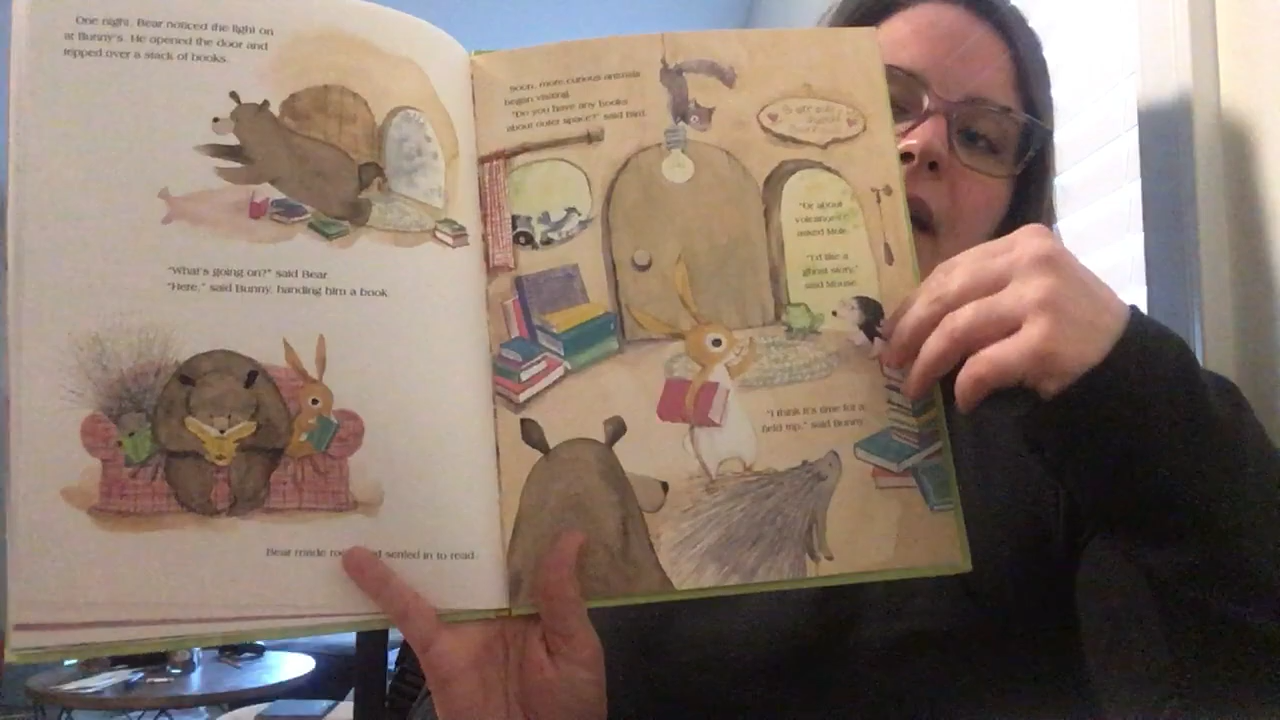 One night, Bear noticed the light on
at Bunny's. He opened the door and
tipped over a stack of books.
"What's going on?" said Bear.
"Here," said Bunny, handing him a book.
Bear made settled in to read.
Soon, more curious animals
began visiting.
"Do you have any books
about outer space?" said Bird.
"Or about
volcanoes?"
asked Mole.
"I'd like a
ghost story,"
said Mouse.
"I think it's time for a
field trip," said Bunny.